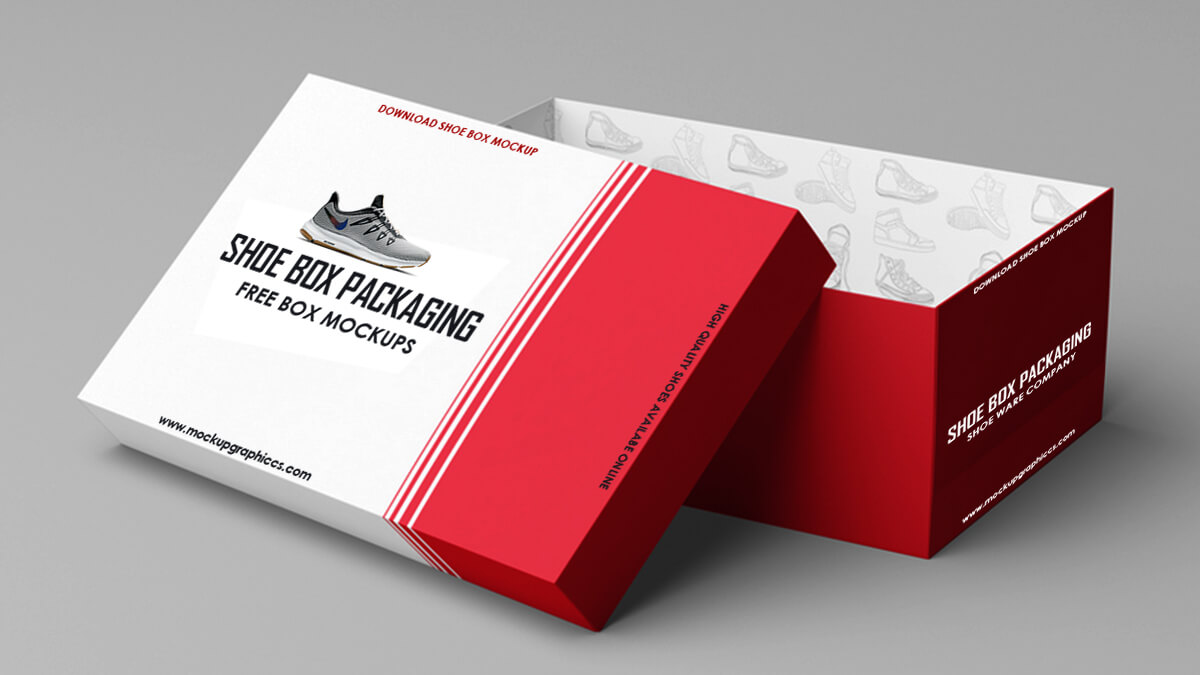 DOWNLOAD SHOE BOX MOCKUP
SHOE BOX PACKAGING
FREE BOX MOCKUPS
www.mockupgraphiccs.com
HIGH QUALITY SHOES AVAILABE ONLINE
DOWNLOAD SHOE BOX MOCKUP
SHOE BOX PACKAGING
SHOE WARE COMPANY
www.mockupgraphiccs.com